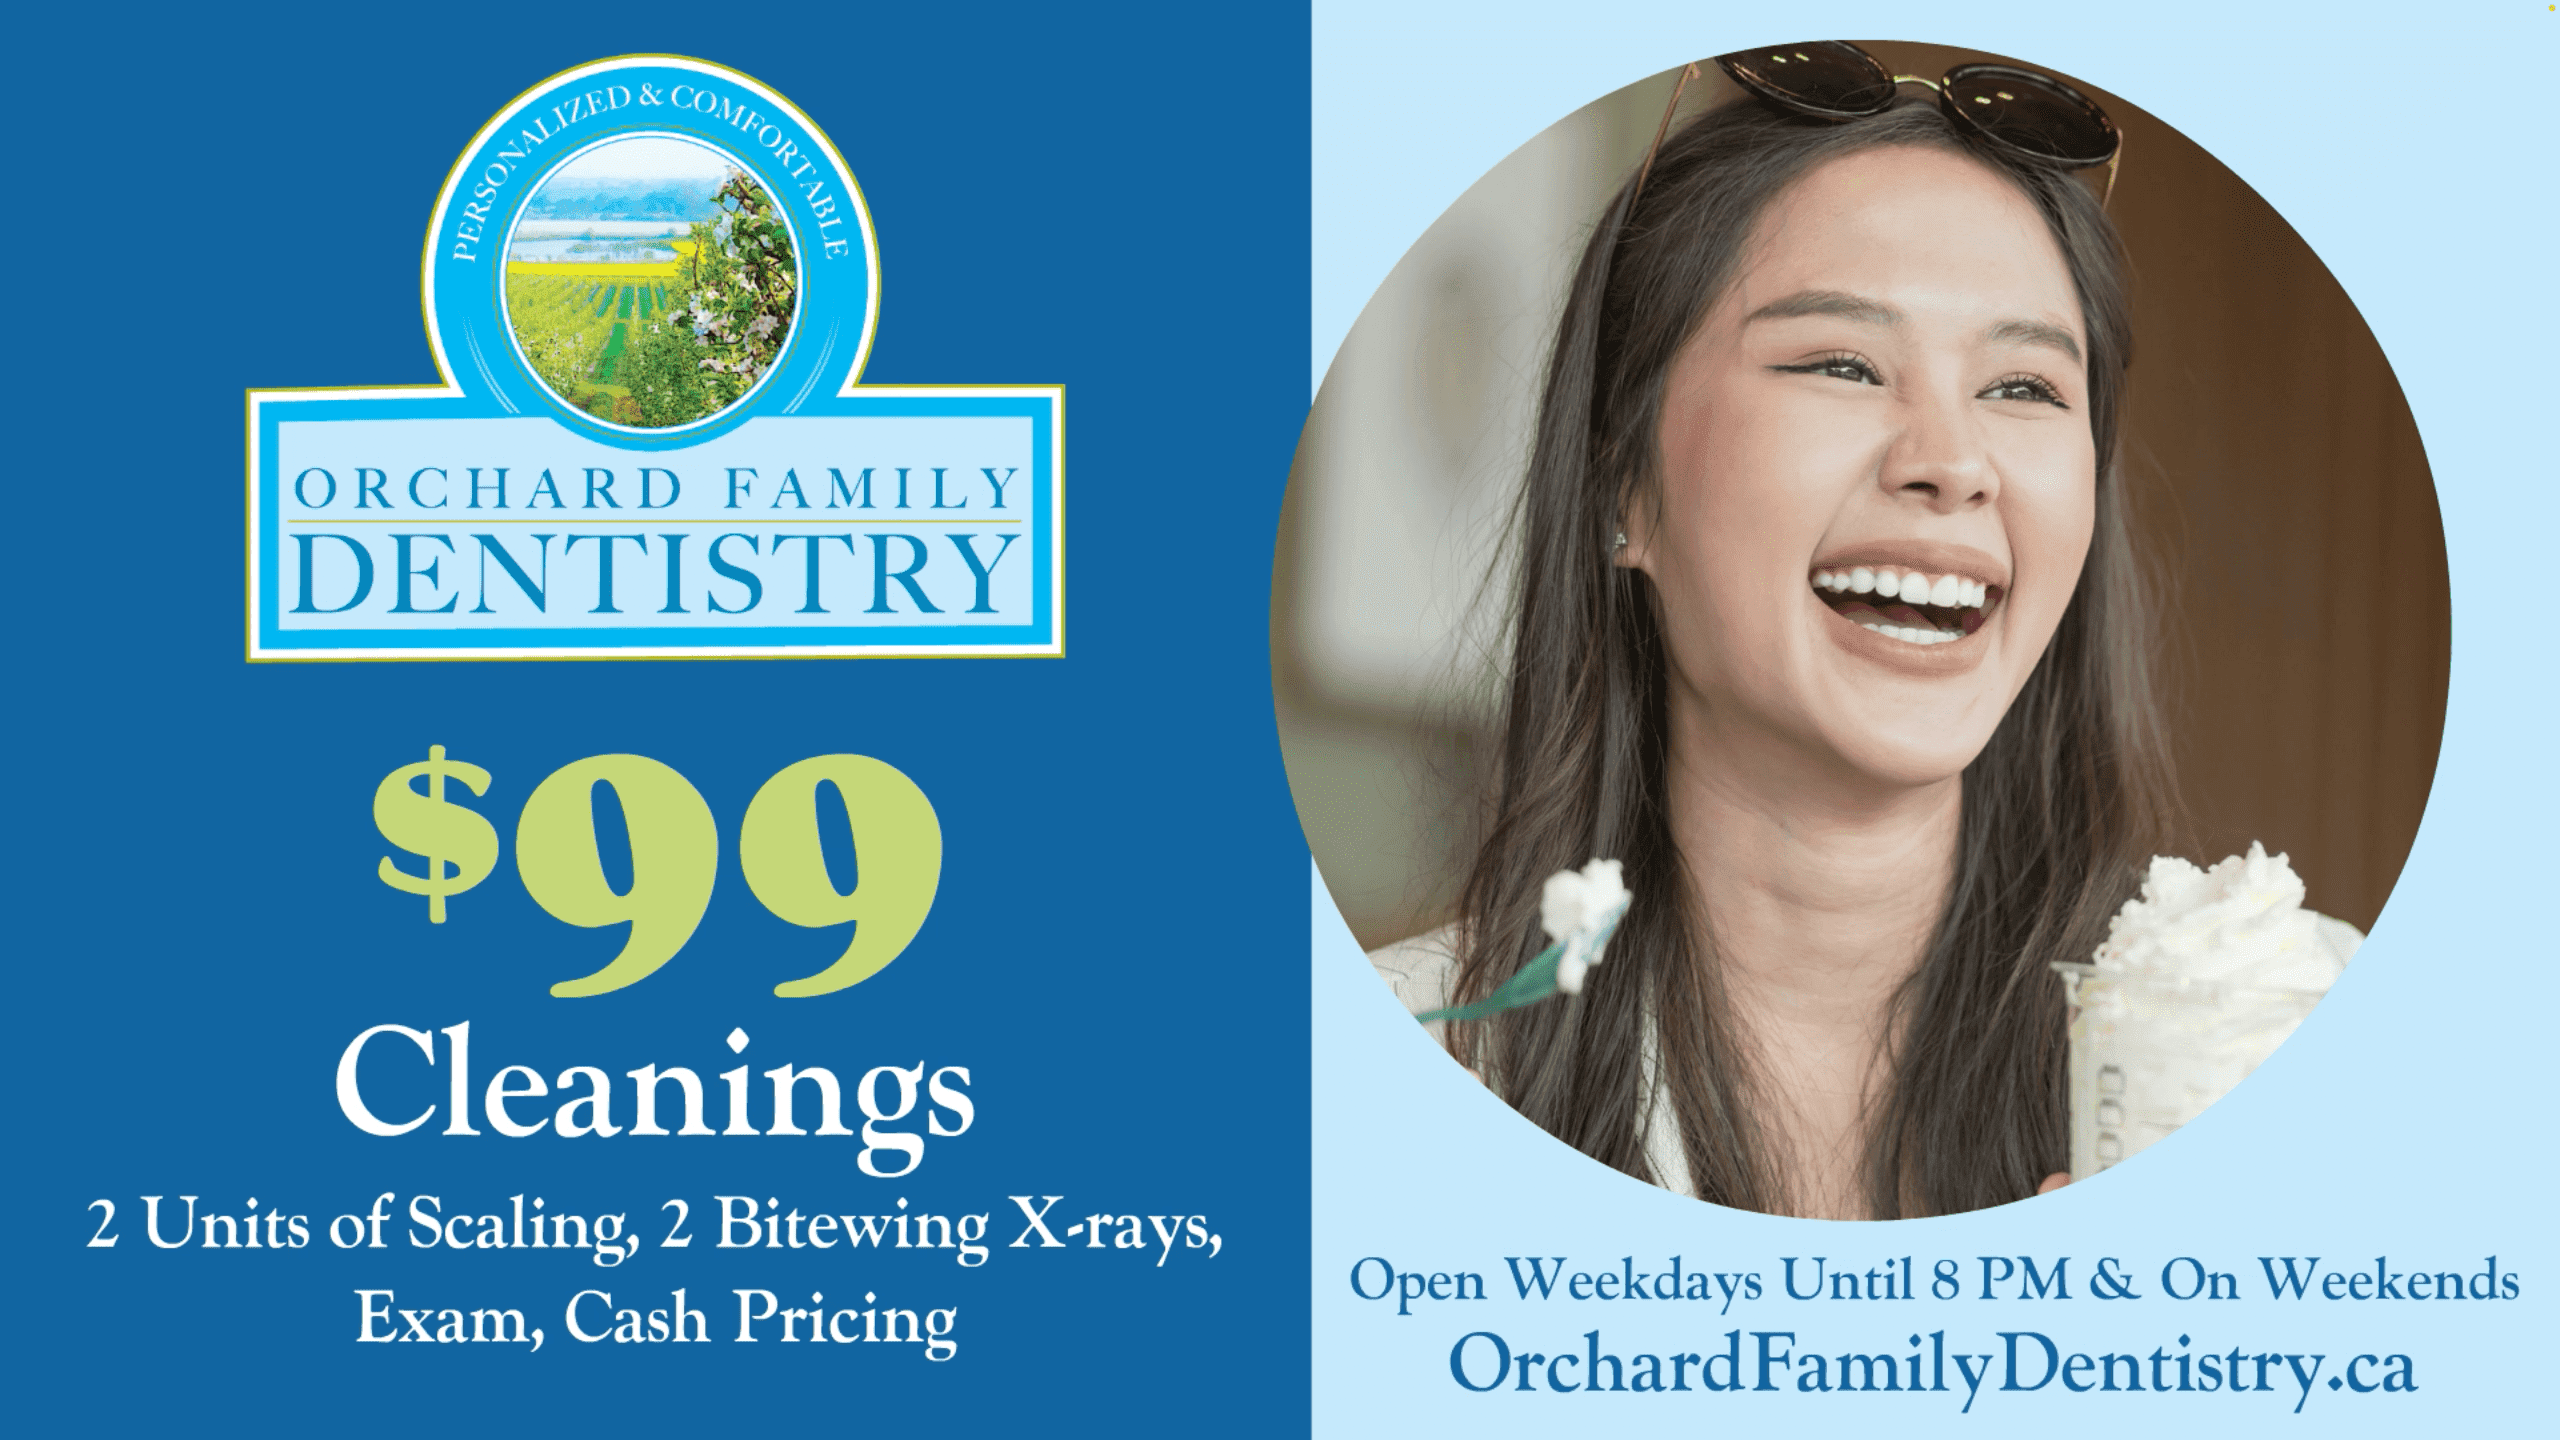 PERSONALIZED & COMFORTABLE
ORCHARD FAMILY
DENTISTRY
$99
Cleanings
2 Units of Scaling, 2 Bitewing X-rays,
Exam, Cash Pricing
Open Weekdays Until 8 PM & On Weekends
OrchardFamilyDentistry.ca